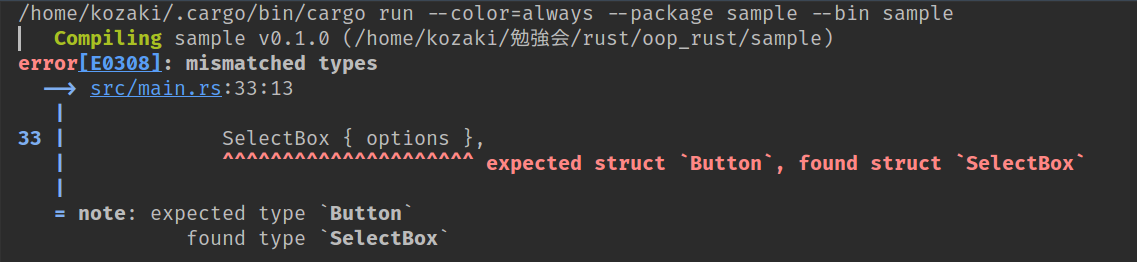 /home/kozaki/.cargo/bin/cargo run --color=always --package sample --bin sample
Compiling sample v0.1.0 (/home/kozaki/勉強会/rust/oop_rust/sample)
error[E0308]: mismatched types
--> src/main.rs:33:13
|
33 | SelectBox { options },
| ^^^^^^^^^^^^^^^^^^^^^ expected struct `Button`, found struct `SelectBox`
|
= note: expected type `Button`
found type `SelectBox`